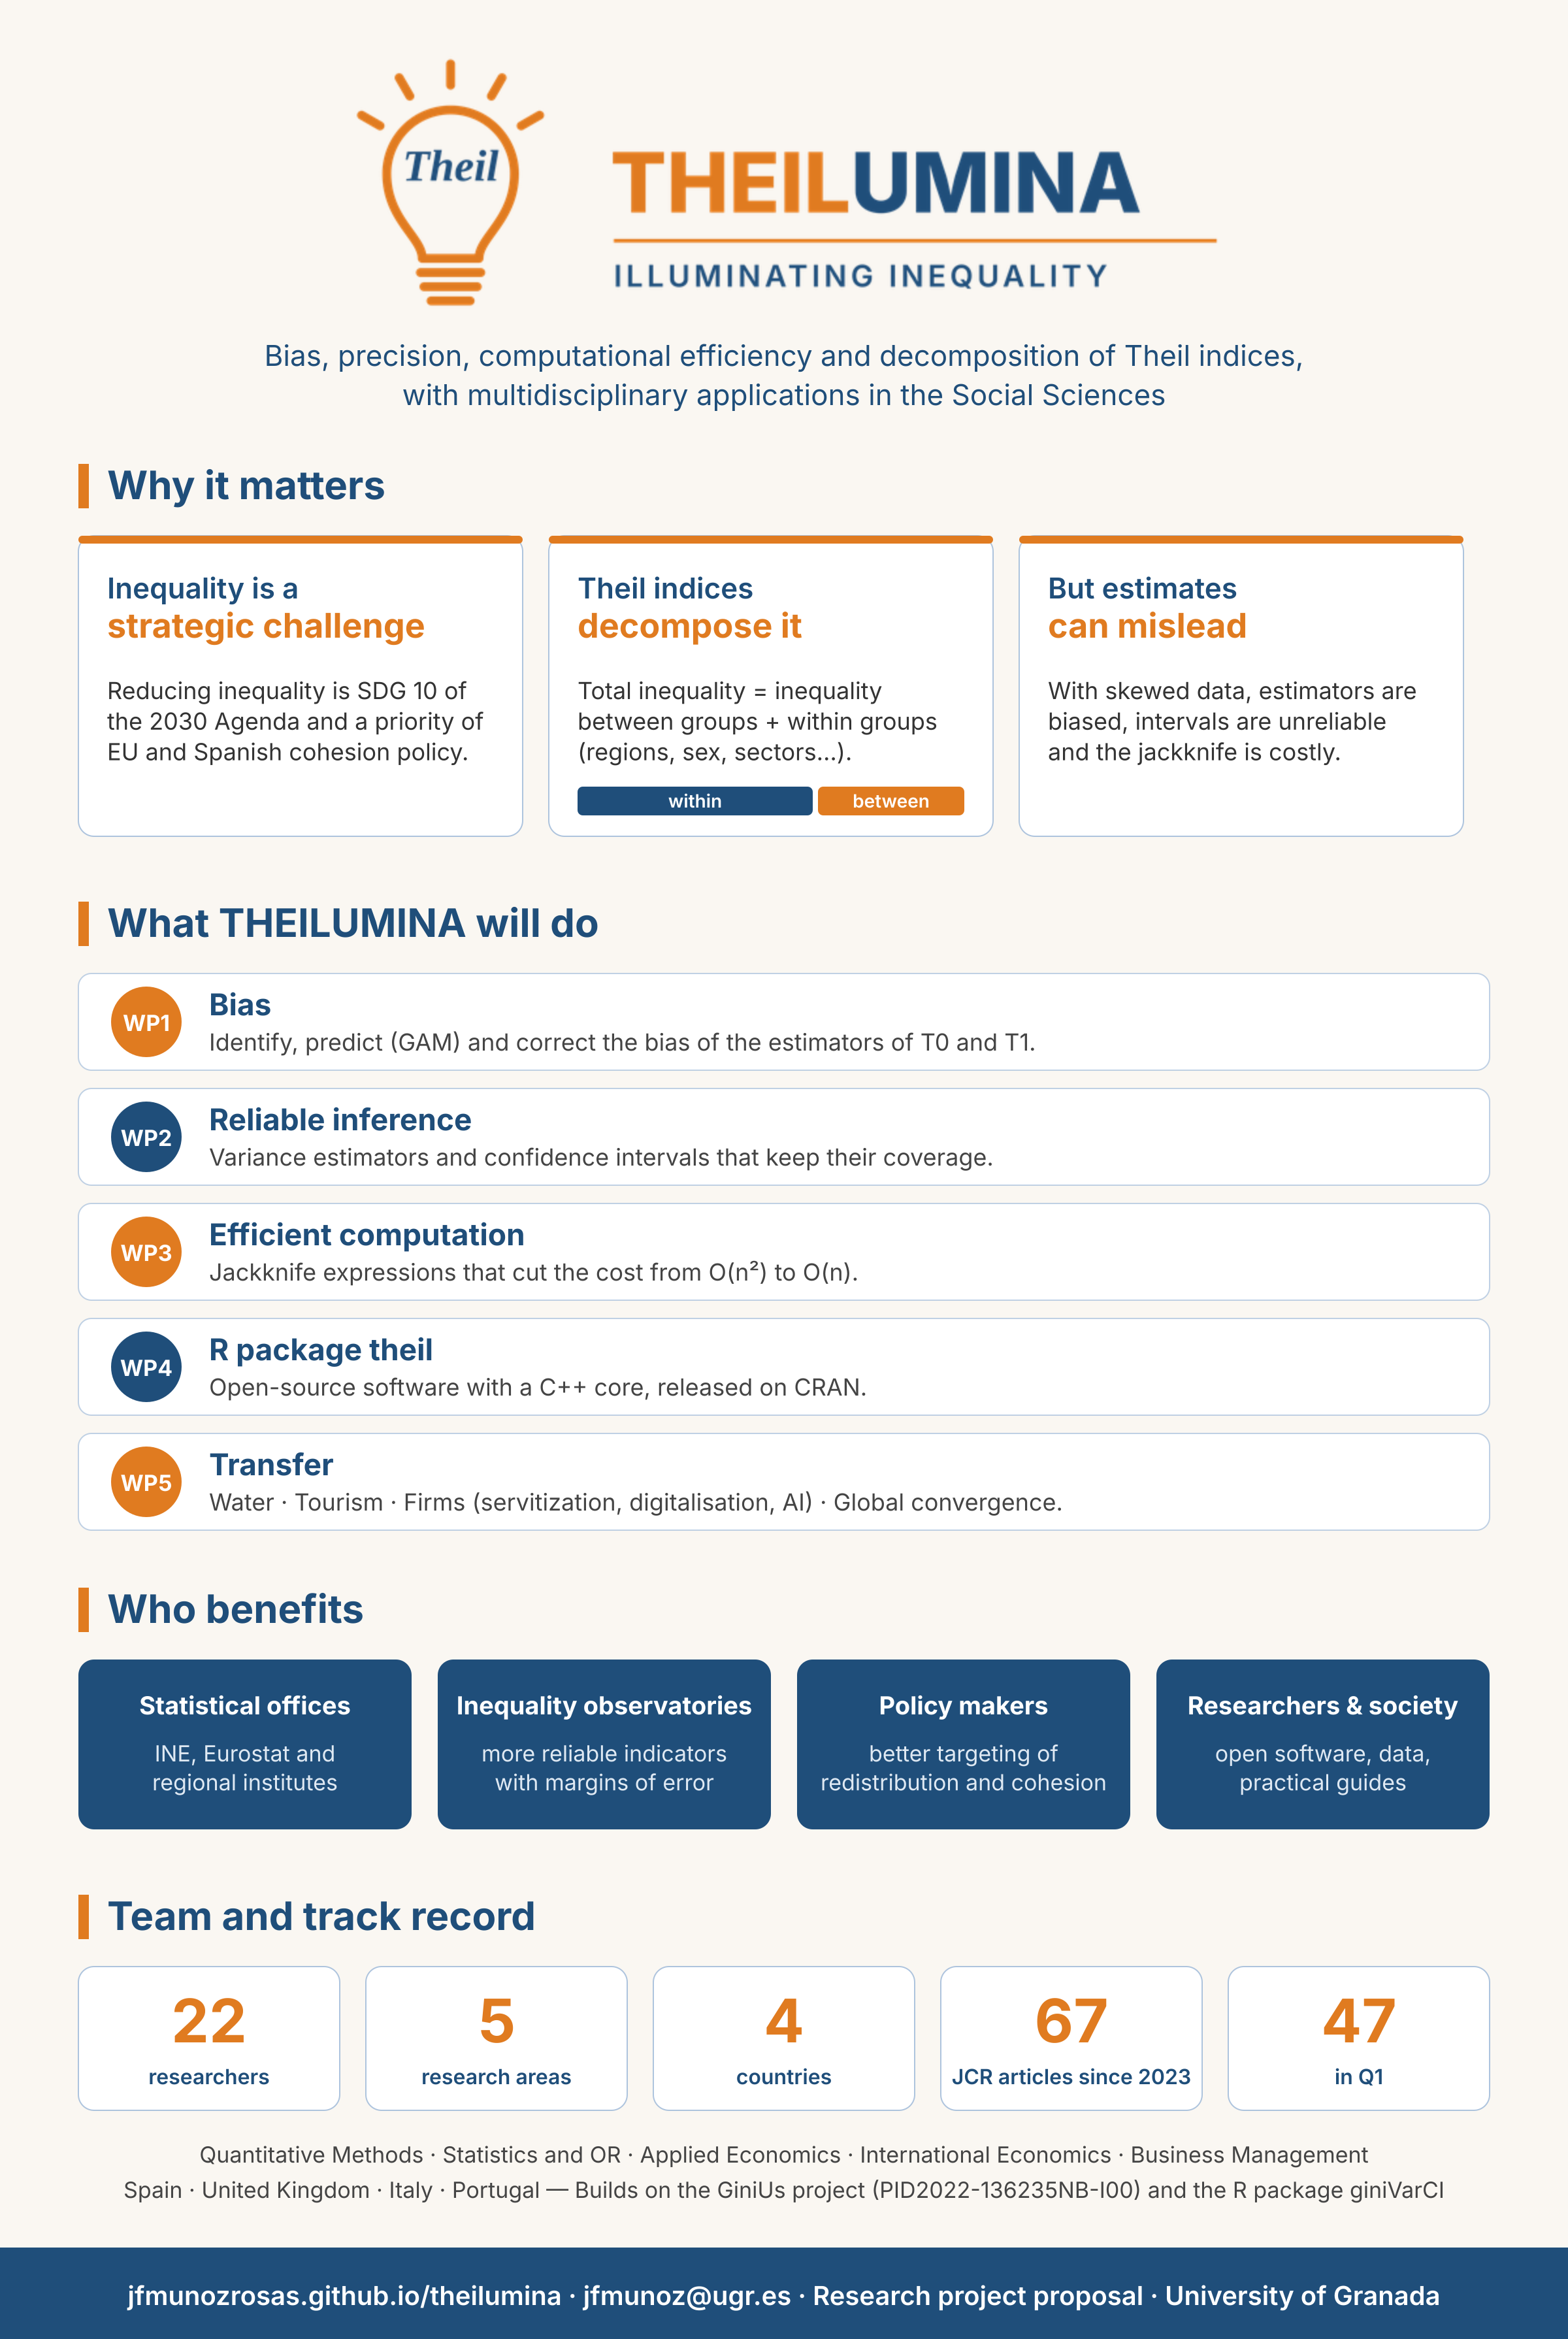 Theil
THEILUMINA
ILLUMINATING INEQUALITY
Bias, precision, computational efficiency and decomposition of Theil indices,
with multidisciplinary applications in the Social Sciences
Why it matters
Inequality is a
strategic challenge
Reducing inequality is SDG 10 of
the 2030 Agenda and a priority of
EU and Spanish cohesion policy.
Theil indices
decompose it
Total inequality = inequality
between groups + within groups
(regions, sex, sectors...).
within
between
But estimates
can mislead
With skewed data, estimators are
biased, intervals are unreliable
and the jackknife is costly.
What THEILUMINA will do
WP1
Bias
Identify, predict (GAM) and correct the bias of the estimators of T0 and T1.
WP2
Reliable inference
Variance estimators and confidence intervals that keep their coverage.
WP3
Efficient computation
Jackknife expressions that cut the cost from O(n²) to O(n).
WP4
R package theil
Open-source software with a C++ core, released on CRAN.
WP5
Transfer
Water · Tourism · Firms (servitization, digitalisation, AI) · Global convergence.
Who benefits
Statistical offices
INE, Eurostat and
regional institutes
Inequality observatories
more reliable indicators
with margins of error
Policy makers
better targeting of
redistribution and cohesion
Researchers & society
open software, data,
practical guides
Team and track record
22
researchers
5
research areas
4
countries
67
JCR articles since 2023
47
in Q1
Quantitative Methods · Statistics and OR · Applied Economics · International Economics · Business Management
Spain · United Kingdom · Italy · Portugal — Builds on the GiniUs project (PID2022-136235NB-I00) and the R package giniVarCI
jfmunozrosas.github.io/theilumina · jfmunoz@ugr.es · Research project proposal · University of Granada